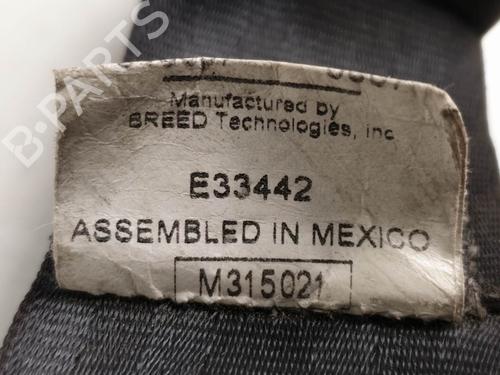 Manufactured by
BREED Technologies, Inc
E33442
ASSEMBLED IN MEXICO
M315021
B-PARTS